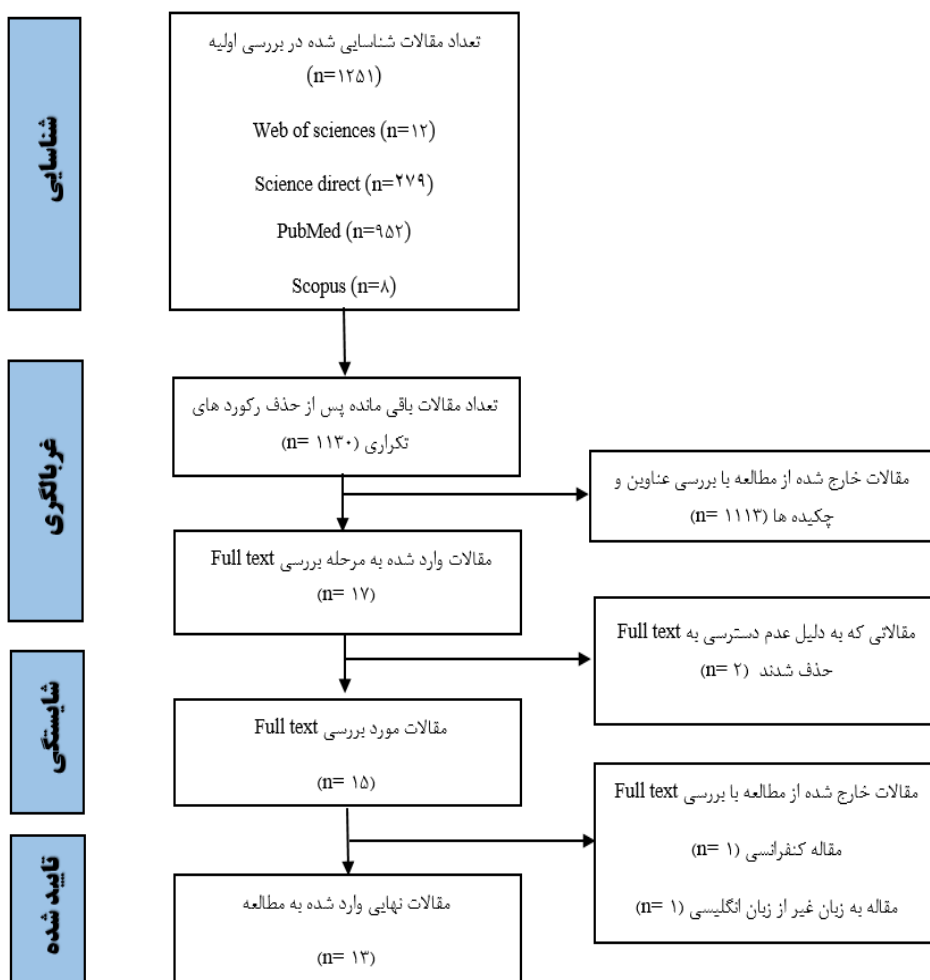 شناسایی
تعداد مقالات شناسایی شده در بررسی اولیه
(n=۱۲۵۱)
Web of sciences (n=۱۲)
Science direct (n=۲۷۹)
PubMed (n=۹۵۲)
Scopus (n=۸)
غربالگری
تعداد مقالات باقی مانده پس از حذف رکورد های
تکراری (n= ۱۱۳۰)
مقالات خارج شده از مطالعه با بررسی عناوین و
چکیده ها (n= ۱۱۱۳)
مقالات وارد شده به مرحله بررسی Full text
(n= ۱۷)
مقالاتی که به دلیل عدم دسترسی به Full text
حذف شدند (n= ۲)
شایستگی
مقالات مورد بررسی Full text
(n= ۱۵)
مقالات خارج شده از مطالعه با بررسی Full text
مقاله کنفرانسی (n= ۱)
مقاله به زبان غیر از زبان انگلیسی (n= ۱)
تایید شده
مقالات نهایی وارد شده به مطالعه
(n= ۱۳)